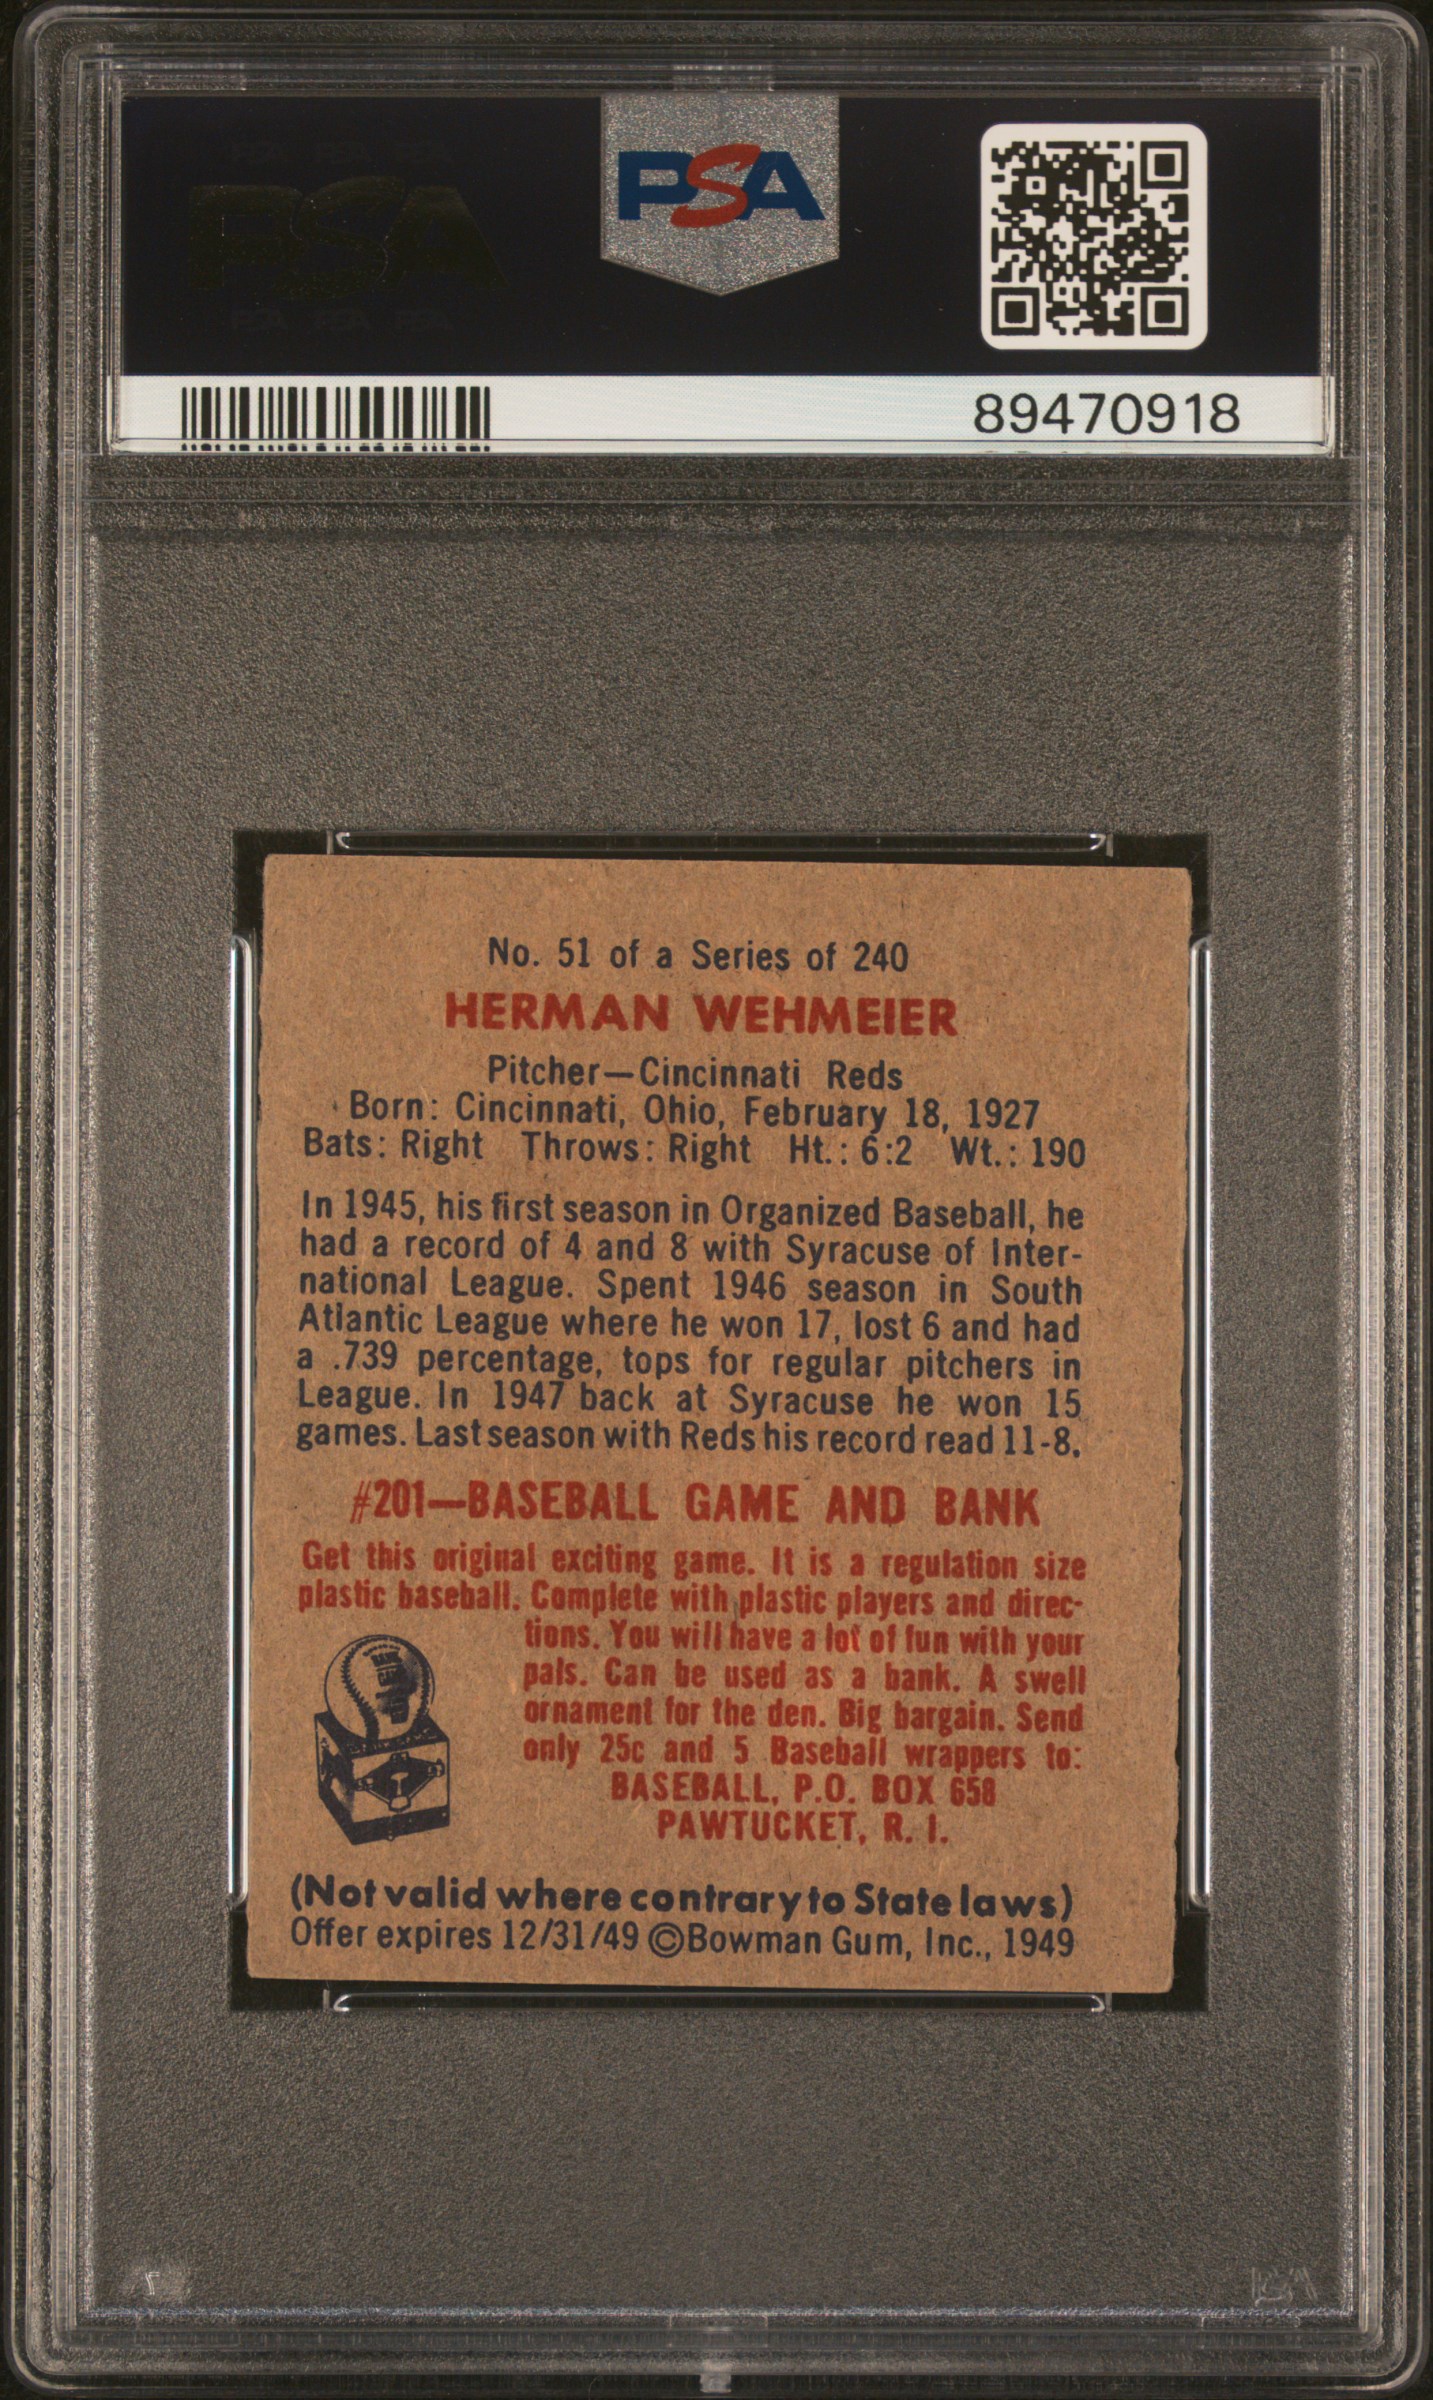 PSA
PSA
89470918
No. 51 of a Series of 240
HERMAN WEHMEIER
Pitcher—Cincinnati Reds
Born: Cincinnati, Ohio, February 18, 1927
Bats: Right Throws: Right Ht.: 6:2 Wt.: 190
In 1945, his first season in Organized Baseball, he
had a record of 4 and 8 with Syracuse of Inter-
national League. Spent 1946 season in South
Atlantic League where he won 17, lost 6 and had
a .739 percentage, tops for regular pitchers in
League. In 1947 back at Syracuse he won 15
games. Last season with Reds his record read 11-8.
#201—BASEBALL GAME AND BANK
Get this original exciting game. It is a regulation size
plastic baseball. Complete with plastic players and direc-
tions. You will have a lot of fun with your
pals. Can be used as a bank. A swell
ornament for the den. Big bargain. Send
only 25c and 5 Baseball wrappers to:
BASEBALL, P.O. BOX 658
PAWTUCKET, R. I.
(Not valid where contrary to State laws)
Offer expires 12/31/49 ©Bowman Gum, Inc., 1949